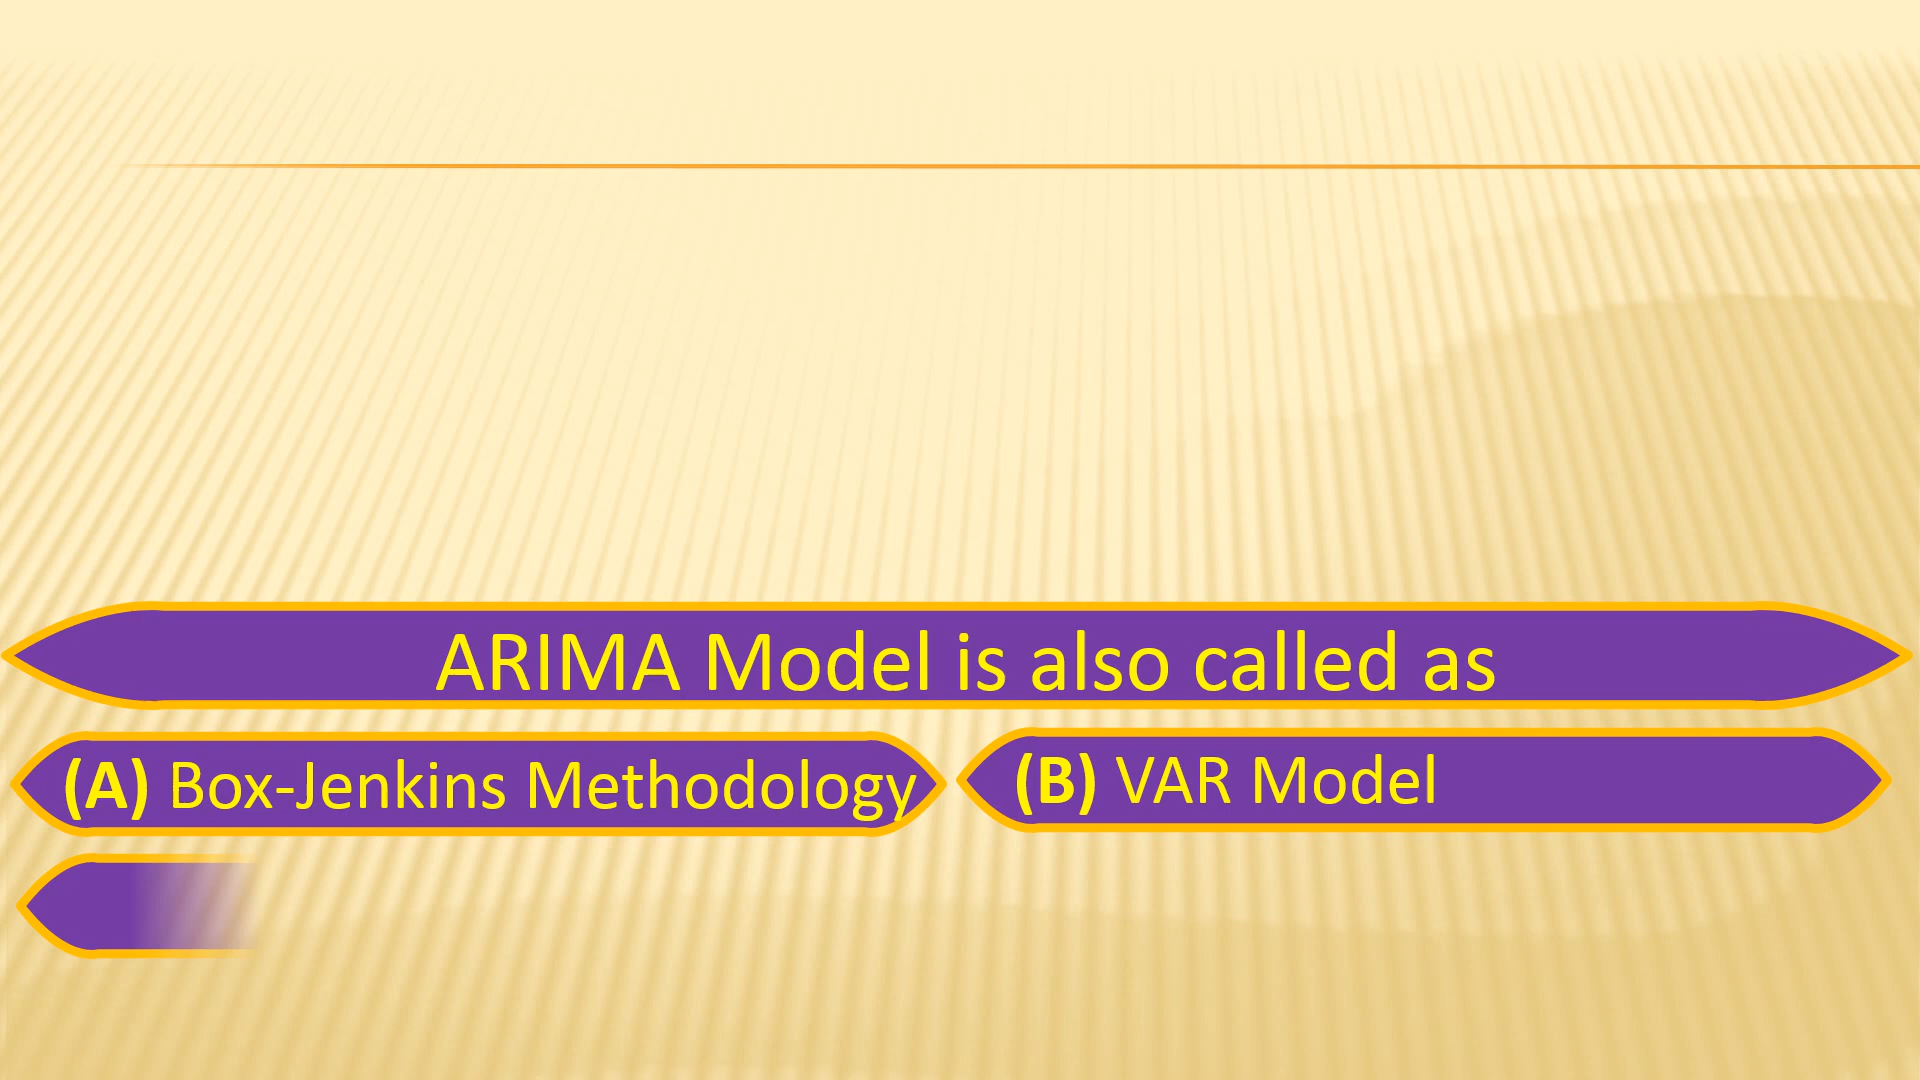 ARIMA Model is also called as
(A) Box-Jenkins Methodology
(B) VAR Model